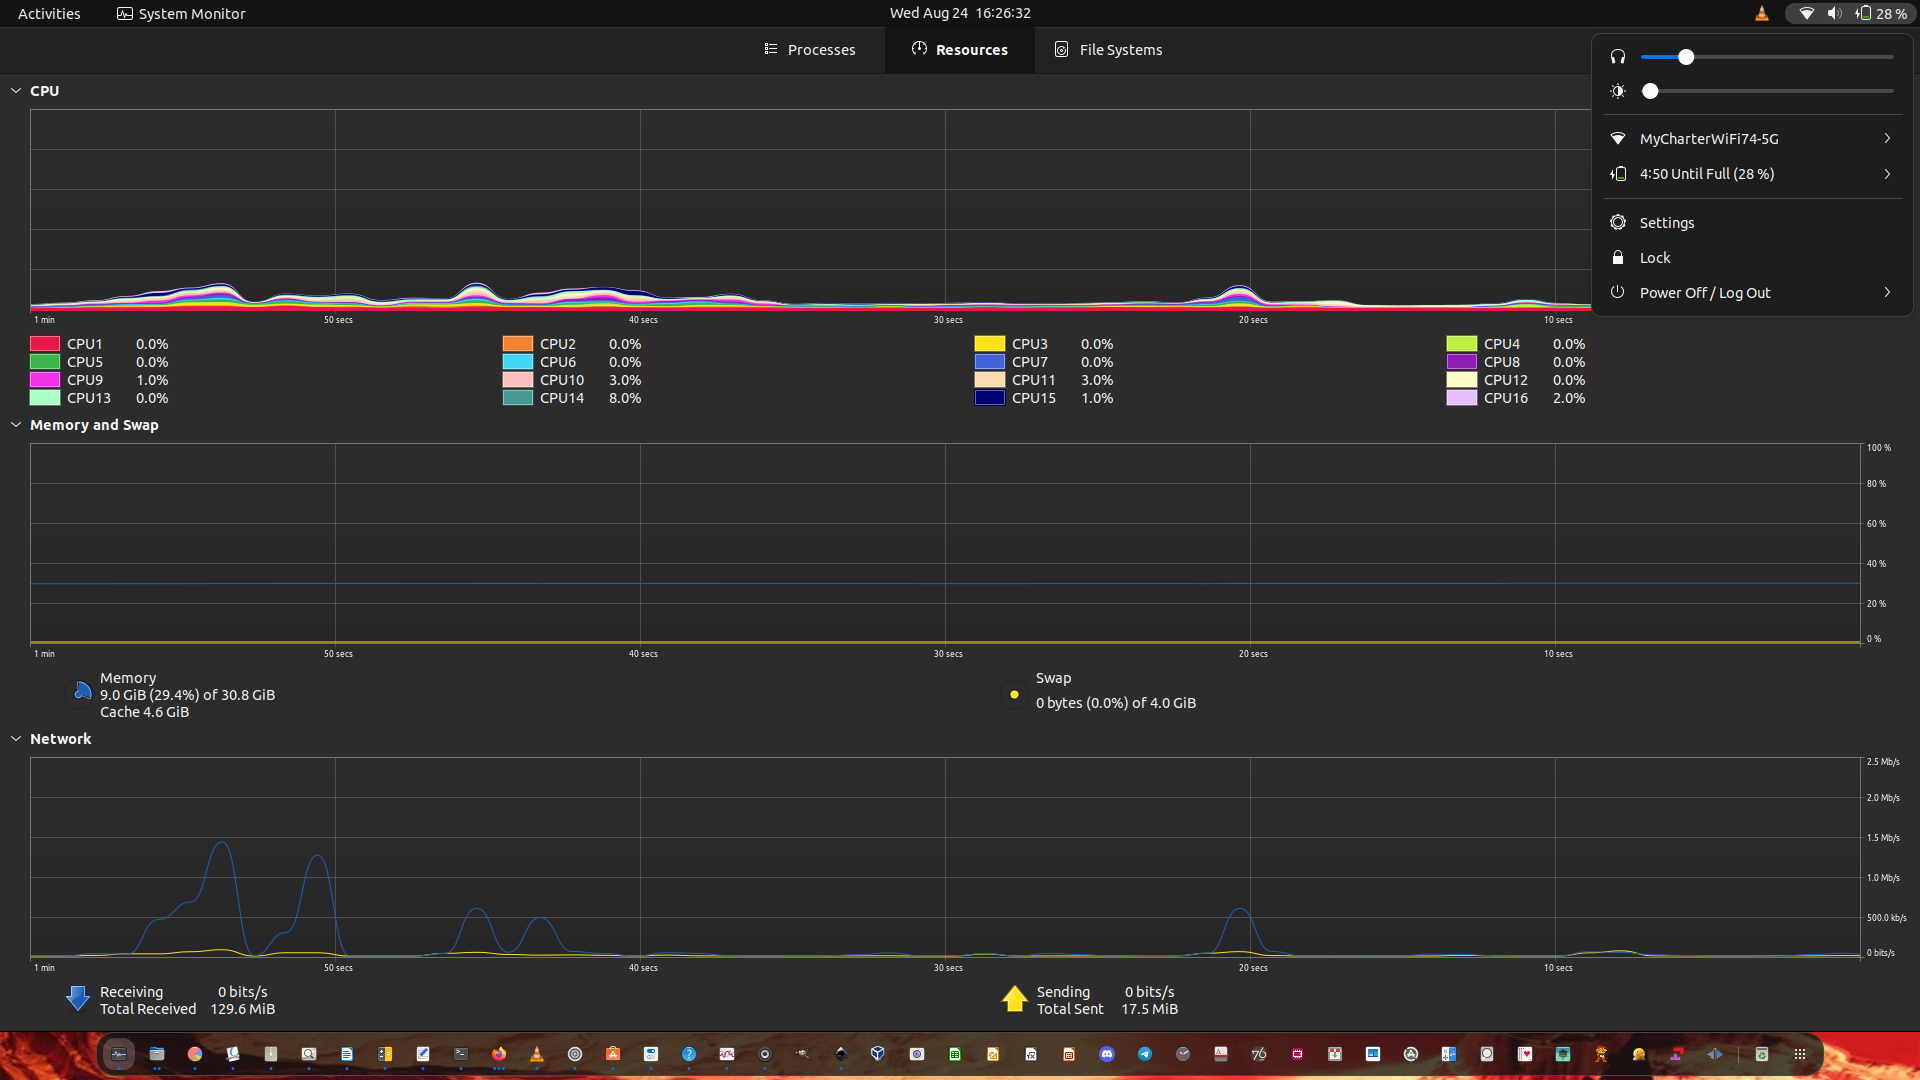 Activities
System Monitor
Wed Aug 24 16:26:32
28 %
Processes
Resources
File Systems
CPU
MyCharterWiFi74-5G
4:50 Until Full (28 %)
Settings
Lock
Power Off / Log Out
1 min 50 secs 40 secs 30 secs 20 secs 10 secs
CPU1 0.0% CPU2 0.0% CPU3 0.0% CPU4 0.0%
CPU5 0.0% CPU6 0.0% CPU7 0.0% CPU8 0.0%
CPU9 1.0% CPU10 3.0% CPU11 3.0% CPU12 0.0%
CPU13 0.0% CPU14 8.0% CPU15 1.0% CPU16 2.0%
Memory and Swap
100 %
80 %
60 %
40 %
20 %
0 %
1 min 50 secs 40 secs 30 secs 20 secs 10 secs
Memory
9.0 GiB (29.4%) of 30.8 GiB
Cache 4.6 GiB
Swap
0 bytes (0.0%) of 4.0 GiB
Network
2.5 Mb/s
2.0 Mb/s
1.5 Mb/s
1.0 Mb/s
500.0 kb/s
0 bits/s
1 min 50 secs 40 secs 30 secs 20 secs 10 secs
Receiving 0 bits/s
Total Received 129.6 MiB
Sending 0 bits/s
Total Sent 17.5 MiB
76